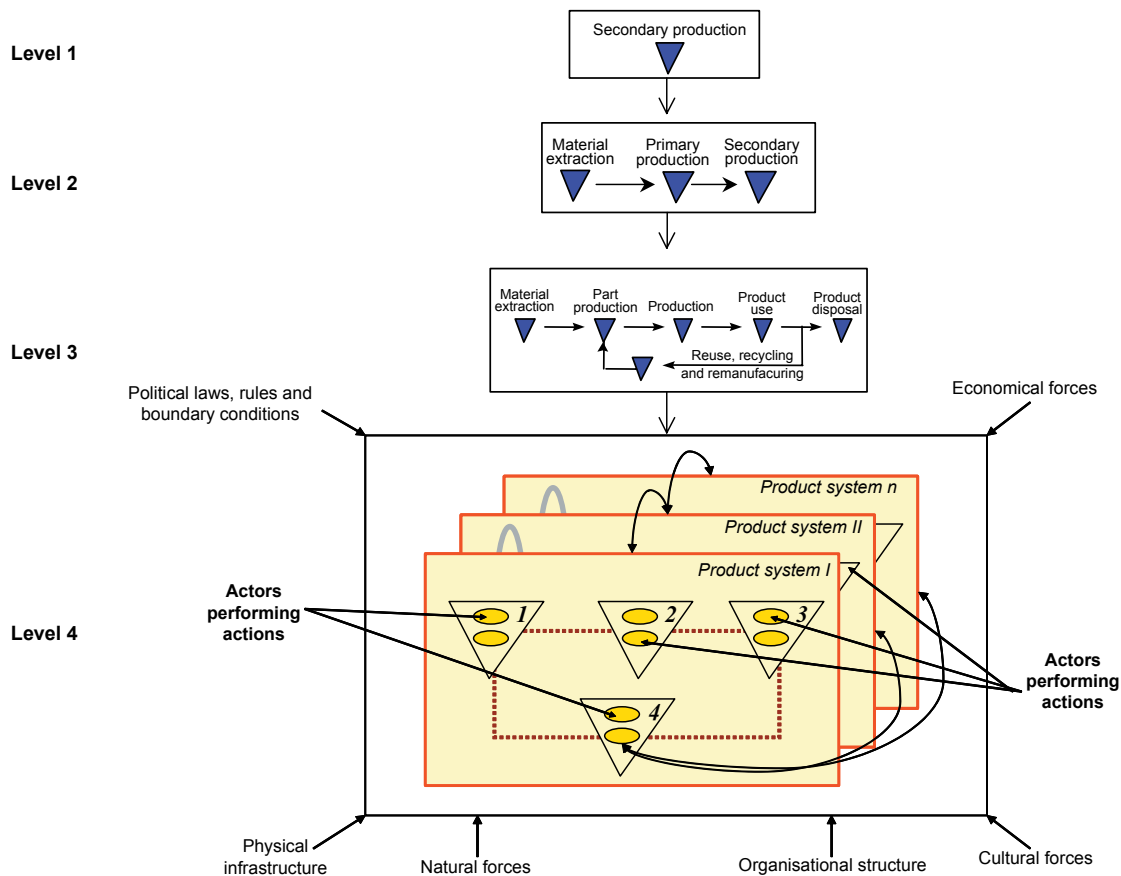 Level 1
Secondary production
Level 2
Material
extraction
Primary
production
Secondary
production
Level 3
Material
extraction
Part
production
Production
Product
use
Product
disposal
Reuse, recycling
and remanufacuring
Political laws, rules and
boundary conditions
Economical forces
Level 4
Product system n
Product system II
Product system I
Actors
performing
actions
1
2
3
4
Actors
performing
actions
Physical
infrastructure
Natural forces
Organisational structure
Cultural forces